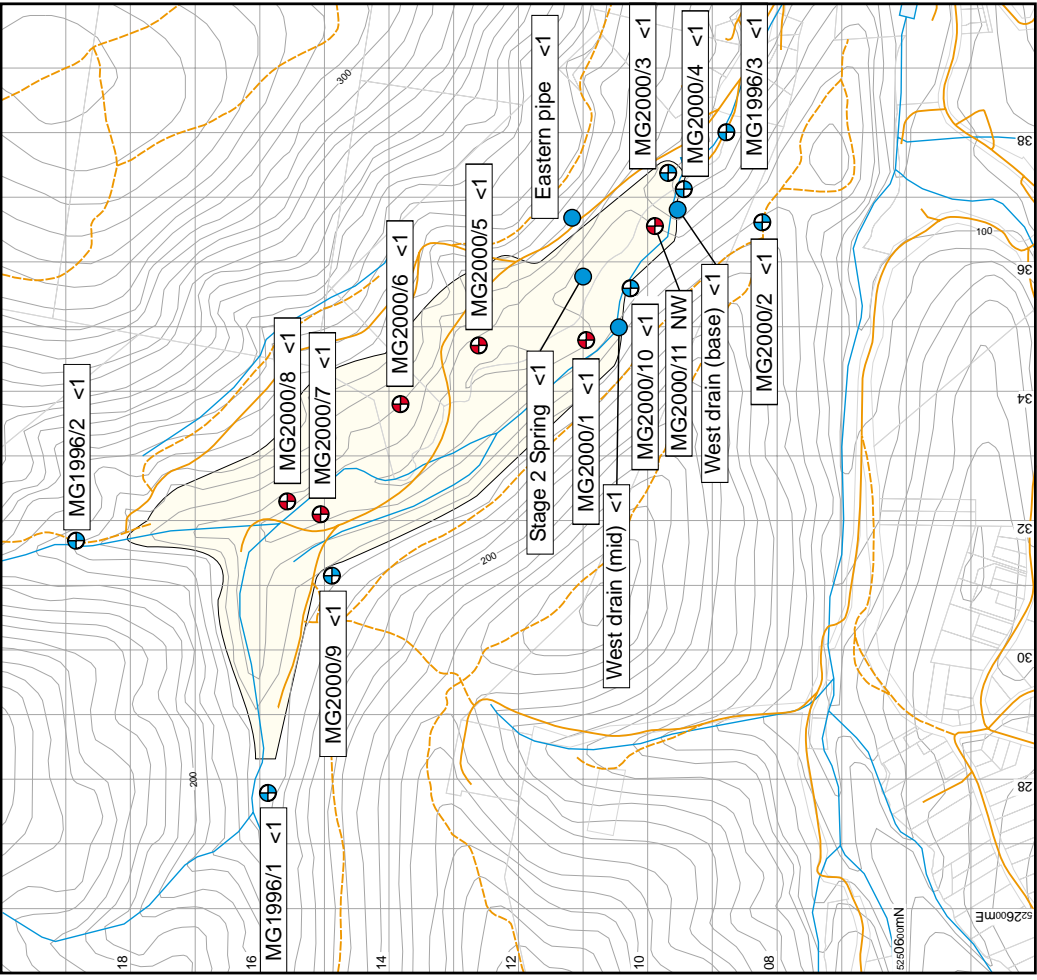 MG1996/2 <1
MG2000/8 <1
MG2000/7 <1
MG2000/6 <1
MG2000/5 <1
Eastern pipe <1
MG2000/3 <1
MG2000/4 <1
MG1996/3 <1
MG1996/1 <1
MG2000/9 <1
Stage 2 Spring <1
MG2000/1 <1
West drain (mid) <1
MG2000/10 <1
MG2000/11 NW
West drain (base) <1
MG2000/2 <1
300
200
200
100
18
16
14
12
10
08
5250600mN
38
36
34
32
30
28
522600mE